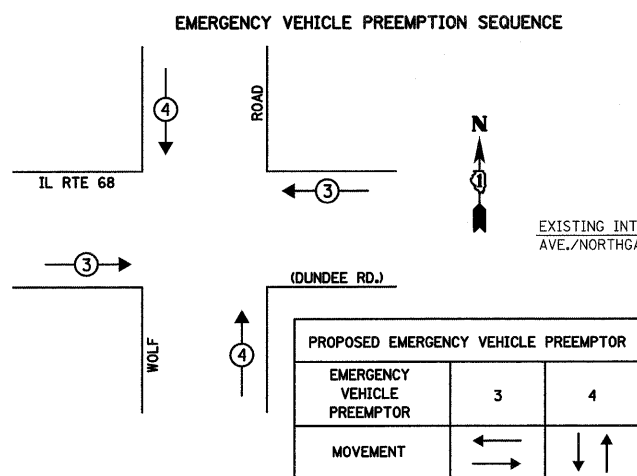 EMERGENCY VEHICLE PREEMPTION SEQUENCE
4
ROAD
N
IL RTE 68
3
1
3
EXISTING INT
AVE./NORTHGA
(DUNDEE RD.)
WOLF
4
PROPOSED EMERGENCY VEHICLE PREEMPTOR
EMERGENCY
VEHICLE
PREEMPTOR
3
4
MOVEMENT